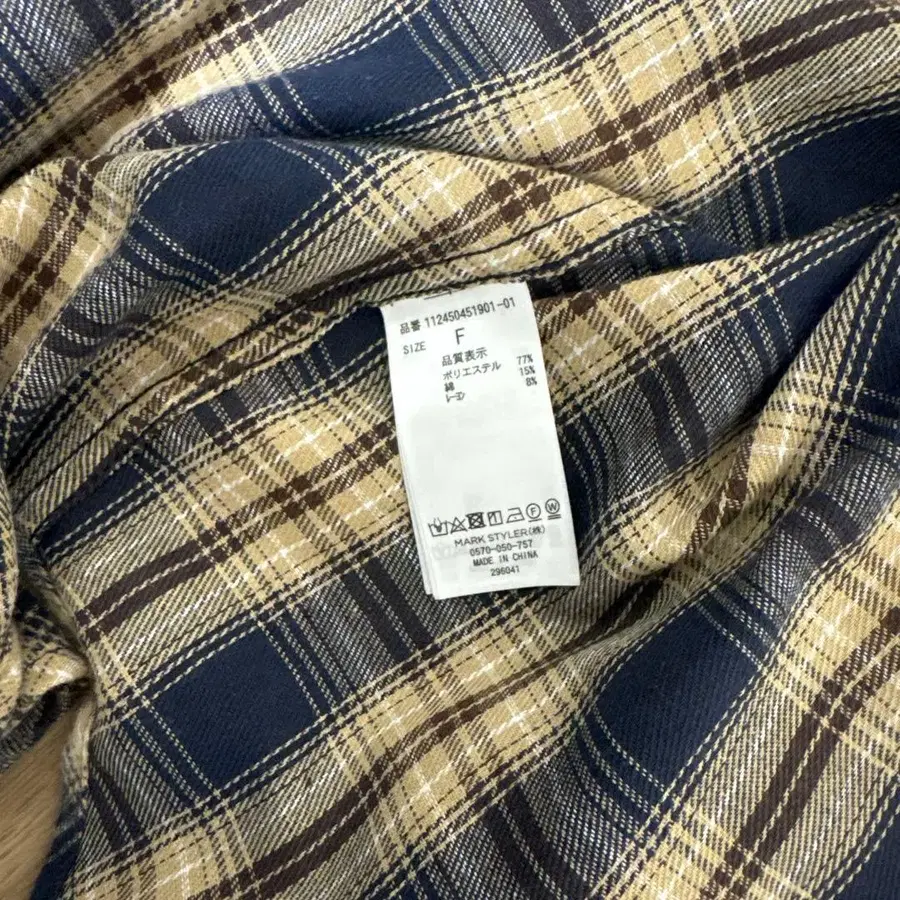 品番 112450451901-01
SIZE F
品質表示
ポリエステル 77%
綿 15%
レーヨン 8%
F W
MARK STYLER(株)
0570-050-757
MADE IN CHINA
296041